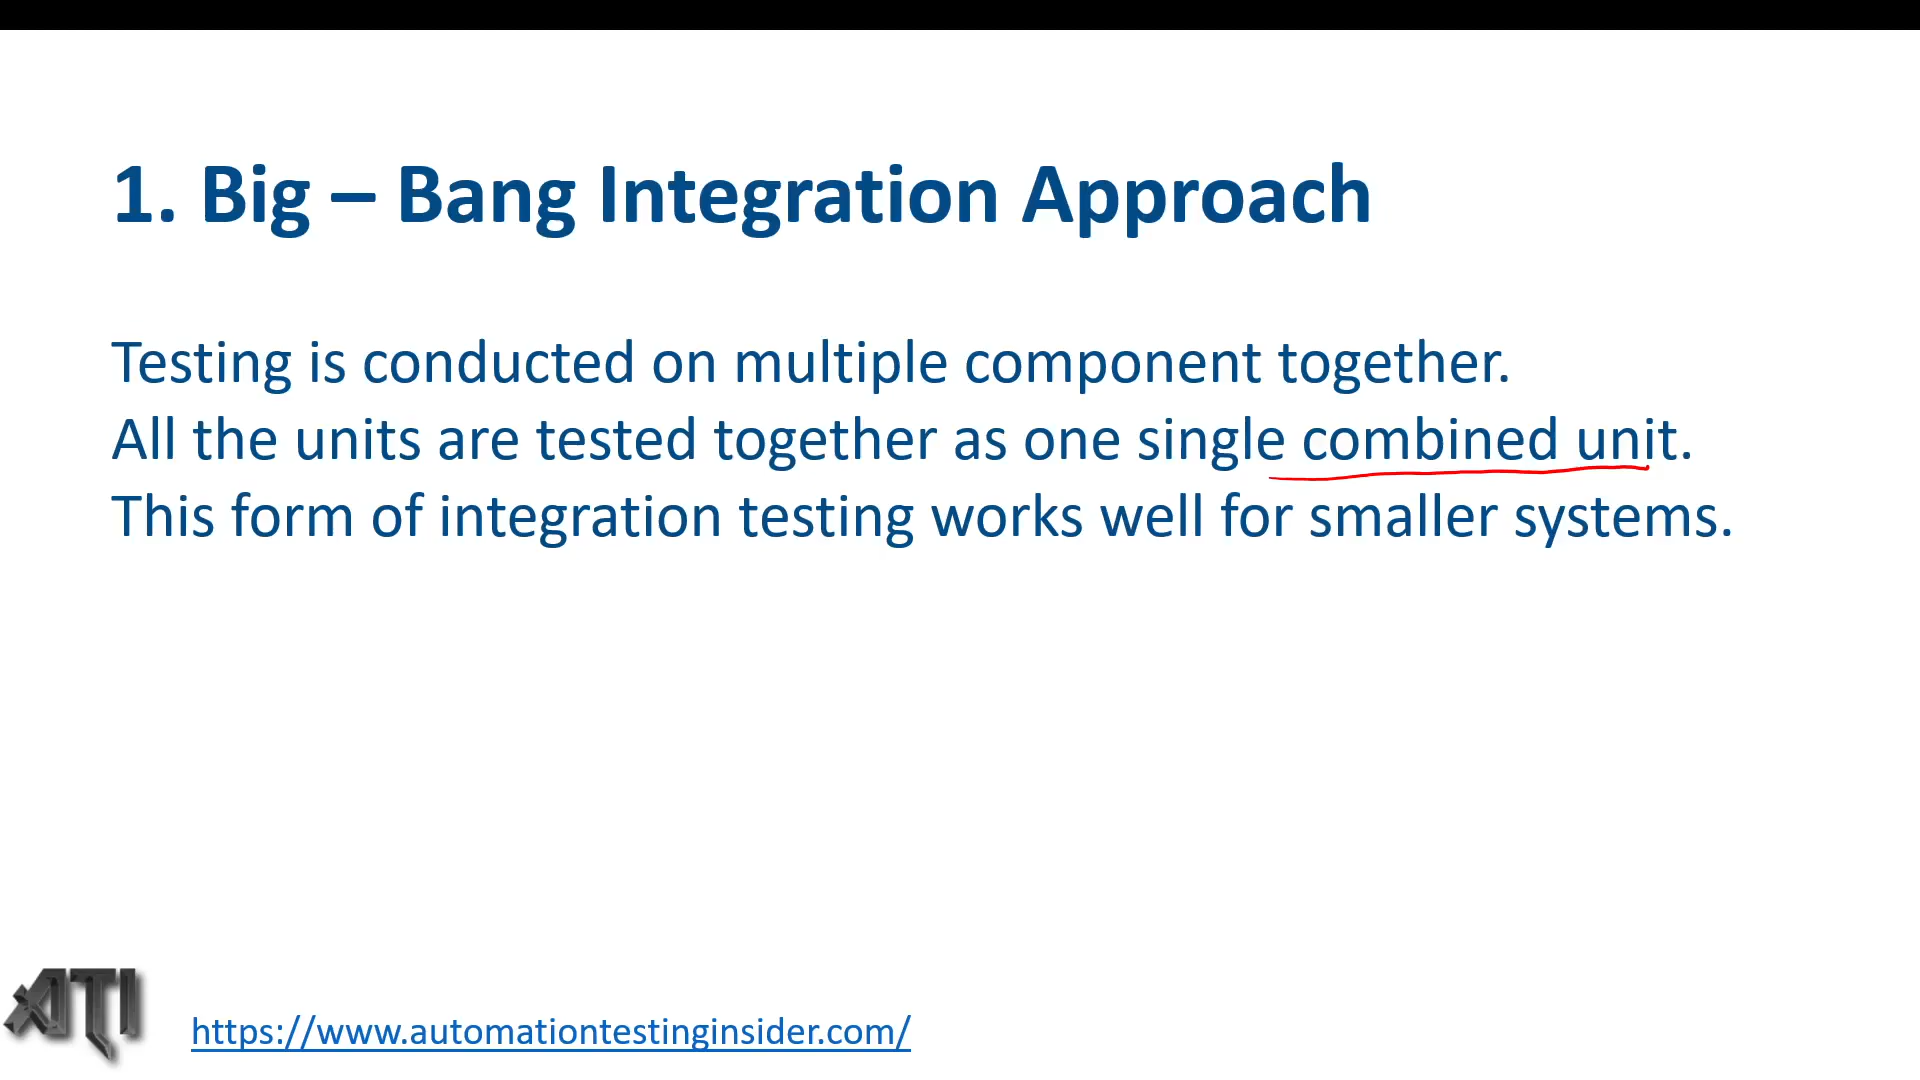 1. Big – Bang Integration Approach
Testing is conducted on multiple component together.
All the units are tested together as one single combined unit.
This form of integration testing works well for smaller systems.
ATI
https://www.automationtestinginsider.com/